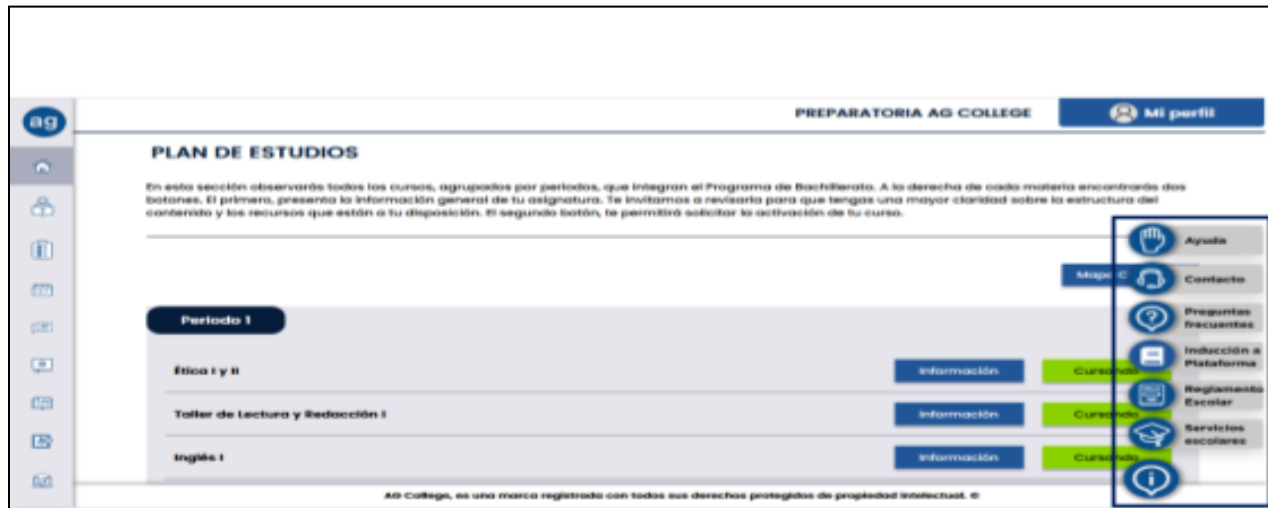 ag
PREPARATORIA AG COLLEGE
Mi perfil
PLAN DE ESTUDIOS
En esta sección observarás todos los cursos, agrupados por periodos, que integran el Programa de Bachillerato. A la derecha de cada materia encontrarás dos
botones. El primero, presenta la información general de tu asignatura. Te invitamos a revisarla para que tengas una mayor claridad sobre la estructura del
contenido y los recursos que están a tu disposición. El segundo botón, te permitirá solicitar la activación de tu curso.
Ayuda
Mapa C
Contacto
Periodo 1
Preguntas
frecuentes
Inducción a
Plataforma
Ética I y II
Información
Cursando
Reglamento
Escolar
Taller de Lectura y Redacción I
Información
Cursando
Servicios
escolares
Inglés I
Información
Cursando
AG College, es una marca registrada con todos sus derechos protegidos de propiedad intelectual. ©